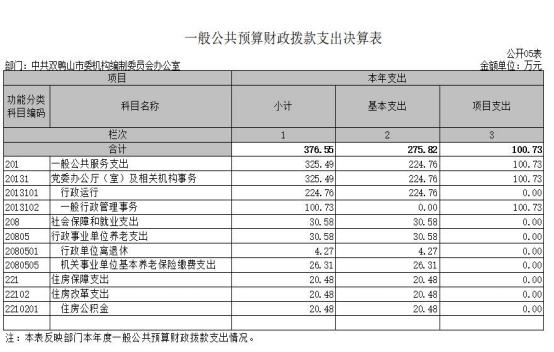 一般公共预算财政拨款支出决算表
公开05表
部门：中共双鸭山市委机构编制委员会办公室 金额单位：万元
项目 本年支出
功能分类科目编码 科目名称 小计 基本支出 项目支出
栏次 1 2 3
合计 376.55 275.82 100.73
201 一般公共服务支出 325.49 224.76 100.73
20131 党委办公厅（室）及相关机构事务 325.49 224.76 100.73
2013101 行政运行 224.76 224.76 0.00
2013102 一般行政管理事务 100.73 0.00 100.73
208 社会保障和就业支出 30.58 30.58 0.00
20805 行政事业单位养老支出 30.58 30.58 0.00
2080501 行政单位离退休 4.27 4.27 0.00
2080505 机关事业单位基本养老保险缴费支出 26.31 26.31 0.00
221 住房保障支出 20.48 20.48 0.00
22102 住房改革支出 20.48 20.48 0.00
2210201 住房公积金 20.48 20.48 0.00
注：本表反映部门本年度一般公共预算财政拨款支出情况。